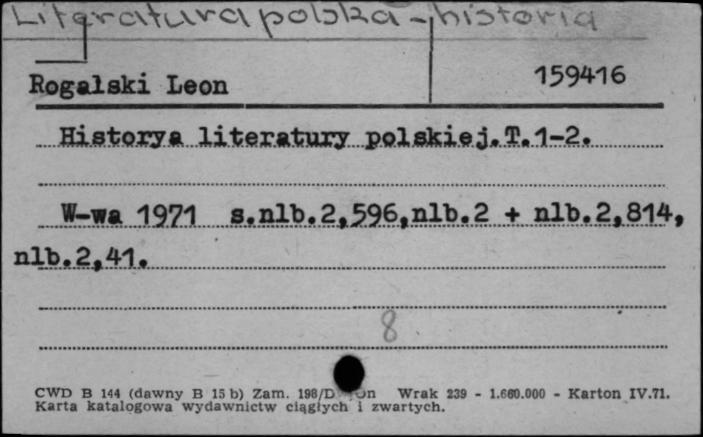 Literatura polska - historia
Rogalski Leon 159416
Historya literatury polskiej.T.1-2.
W-wa 1971 s.nlb.2,596,nlb.2 + nlb.2,814,
nlb.2,41.
8
CWD B 144 (dawny B 15 b) Zam. 198/D Wrak 239 - 1.660.000 - Karton IV.71.
Karta katalogowa wydawnictw ciągłych i zwartych.